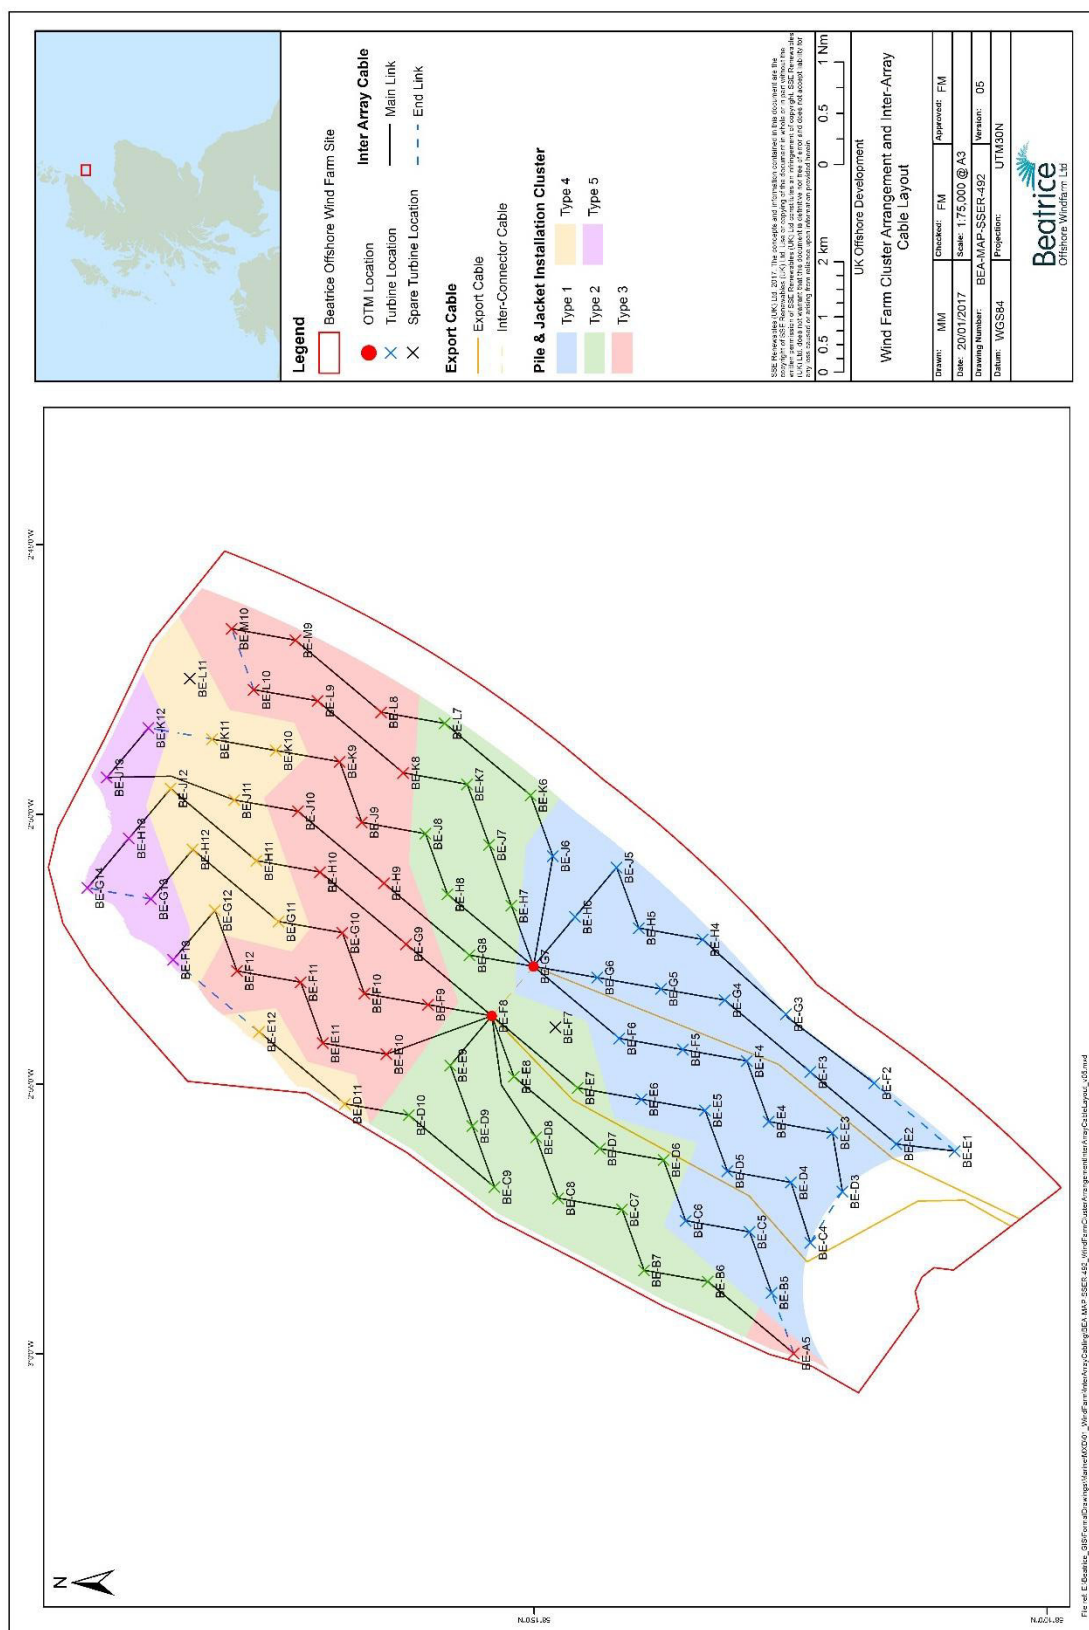 Legend
Beatrice Offshore Wind Farm Site
OTM Location
Turbine Location
Spare Turbine Location
Inter Array Cable
Main Link
End Link
Export Cable
Export Cable
Inter-Connector Cable
Pile & Jacket Installation Cluster
Type 1
Type 2
Type 3
Type 4
Type 5
0 0.5 1 2 km
0 0.5 1 Nm
UK Offshore Development
Wind Farm Cluster Arrangement and Inter-Array
Cable Layout
Drawn: MM
Checked: FM
Approved: FM
Date: 20/01/2017
Scale: 1:75,000 @ A3
Drawing Number: BEA-MAP-SSER-492
Version: 05
Datum: WGS84
Projection: UTM30N
Beatrice
Offshore Windfarm Ltd
N
BE-M10
BE-M9
BE-L11
BE-L10
BE-L9
BE-L8
BE-L7
BE-K12
BE-K11
BE-K10
BE-K9
BE-K8
BE-K7
BE-K6
BE-J13
BE-J12
BE-J11
BE-J10
BE-J9
BE-J8
BE-J7
BE-J6
BE-J5
BE-H13
BE-H12
BE-H11
BE-H10
BE-H9
BE-H8
BE-H7
BE-H6
BE-H5
BE-H4
BE-G14
BE-G13
BE-G12
BE-G11
BE-G10
BE-G9
BE-G8
BE-G7
BE-G6
BE-G5
BE-G4
BE-G3
BE-F13
BE-F12
BE-F11
BE-F10
BE-F9
BE-F8
BE-F7
BE-F6
BE-F5
BE-F4
BE-F3
BE-F2
BE-E12
BE-E11
BE-E10
BE-E9
BE-E8
BE-E7
BE-E6
BE-E5
BE-E4
BE-E3
BE-E2
BE-E1
BE-D11
BE-D10
BE-D9
BE-D8
BE-D7
BE-D6
BE-D5
BE-D4
BE-D3
BE-C9
BE-C8
BE-C7
BE-C6
BE-C5
BE-C4
BE-B7
BE-B6
BE-B5
BE-A5